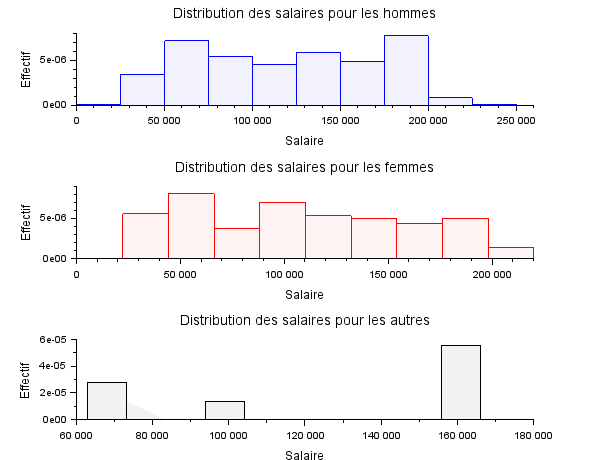 Distribution des salaires pour les hommes
Effectif
5e-06
0e00
0 50 000 100 000 150 000 200 000 250 000
Salaire
Distribution des salaires pour les femmes
Effectif
5e-06
0e00
0 50 000 100 000 150 000 200 000
Salaire
Distribution des salaires pour les autres
Effectif
6e-05
4e-05
2e-05
0e00
60 000 80 000 100 000 120 000 140 000 160 000 180 000
Salaire